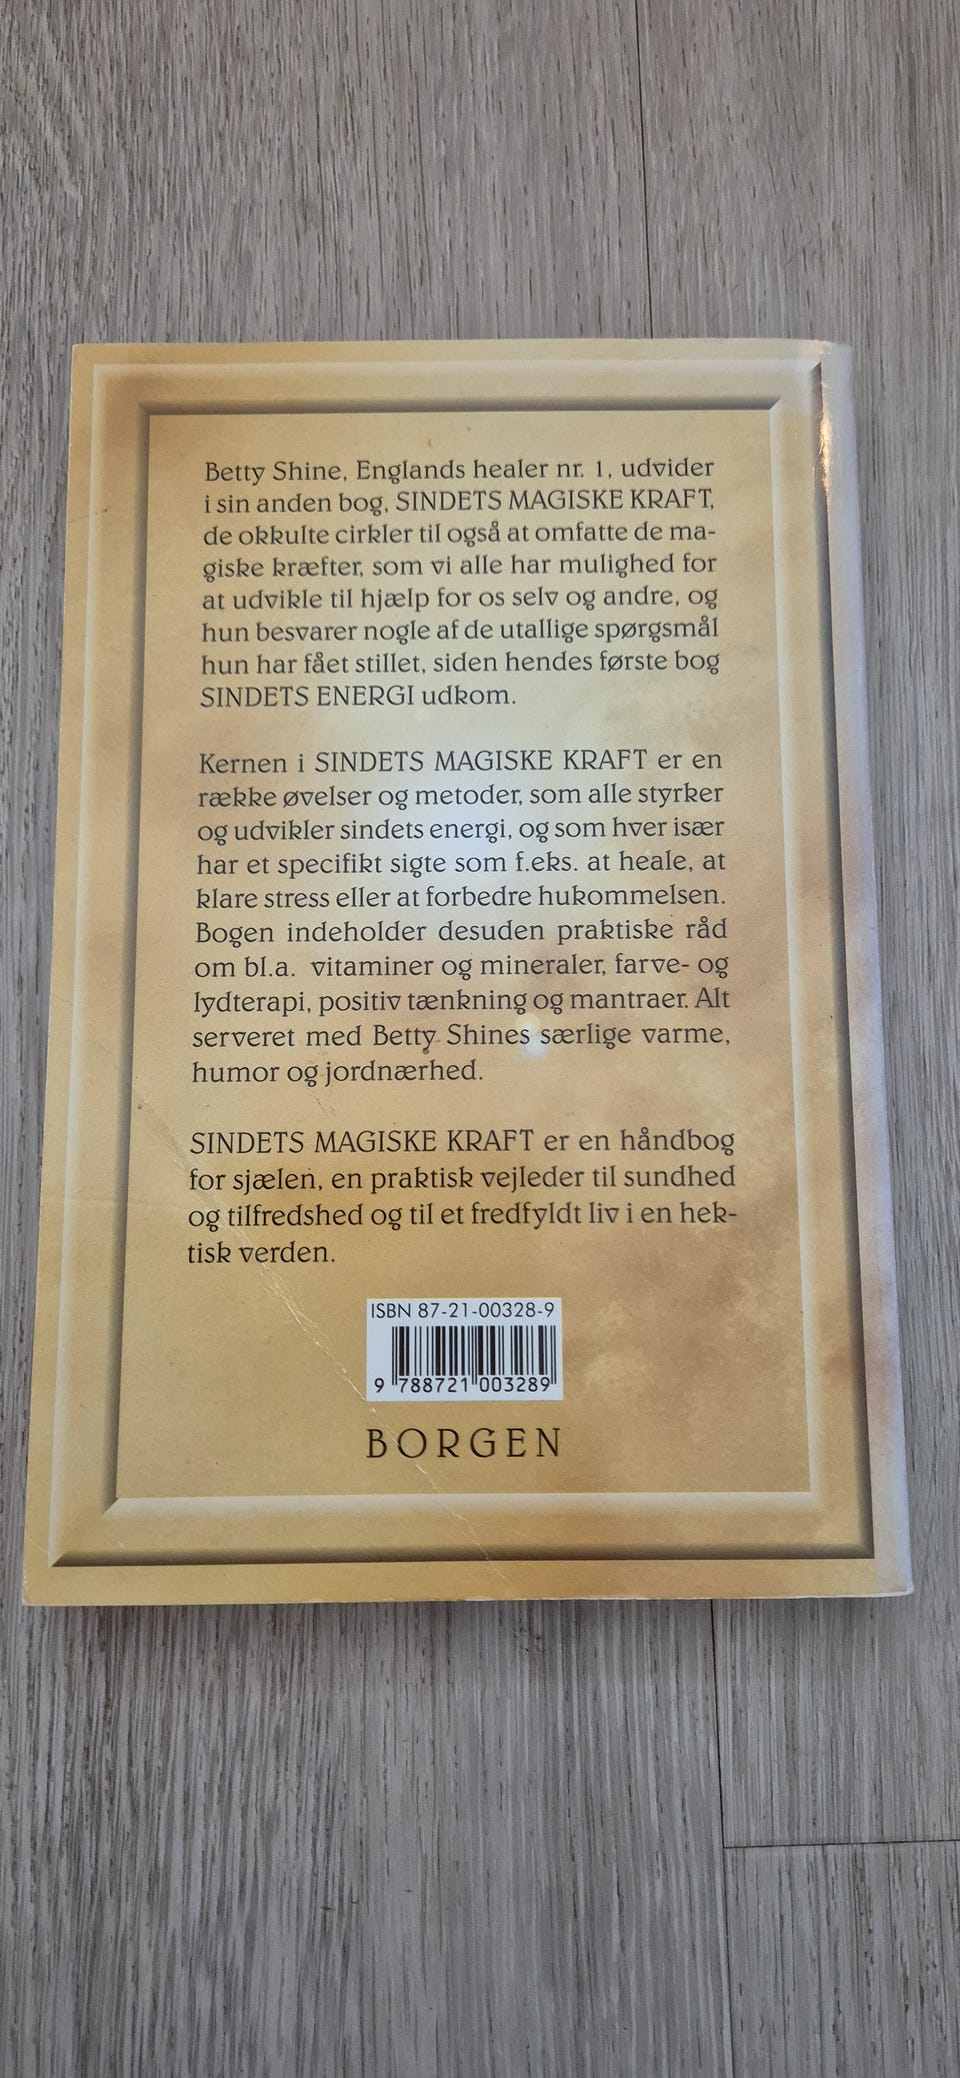 Betty Shine, Englands healer nr. 1, udvider
i sin anden bog, SINDETS MAGISKE KRAFT,
de okkulte cirkler til også at omfatte de ma-
giske kræfter, som vi alle har mulighed for
at udvikle til hjælp for os selv og andre, og
hun besvarer nogle af de utallige spørgsmål
hun har fået stillet, siden hendes første bog
SINDETS ENERGI udkom.
Kernen i SINDETS MAGISKE KRAFT er en
række øvelser og metoder, som alle styrker
og udvikler sindets energi, og som hver især
har et specifikt sigte som f.eks. at heale, at
klare stress eller at forbedre hukommelsen.
Bogen indeholder desuden praktiske råd
om bl.a. vitaminer og mineraler, farve- og
lydterapi, positiv tænkning og mantraer. Alt
serveret med Betty Shines særlige varme,
humor og jordnærhed.
SINDETS MAGISKE KRAFT er en håndbog
for sjælen, en praktisk vejleder til sundhed
og tilfredshed og til et fredfyldt liv i en hek-
tisk verden.
ISBN 87-21-00328-9
9 788721 003289
BORGEN